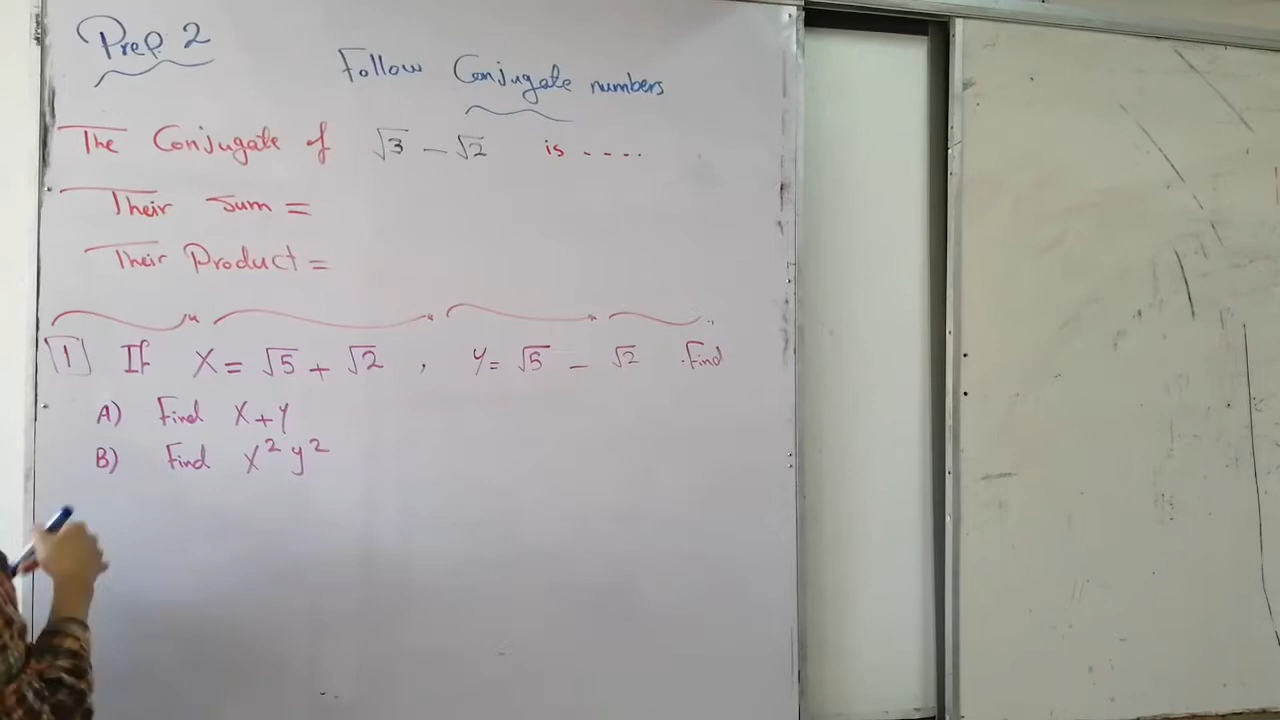 Prep. 2
Follow Conjugate numbers
The Conjugate of √3 - √2 is ....
Their Sum =
Their Product =
1 If X = √5 + √2 , y = √5 - √2 .Find
A) Find X + y
B) Find X² y²